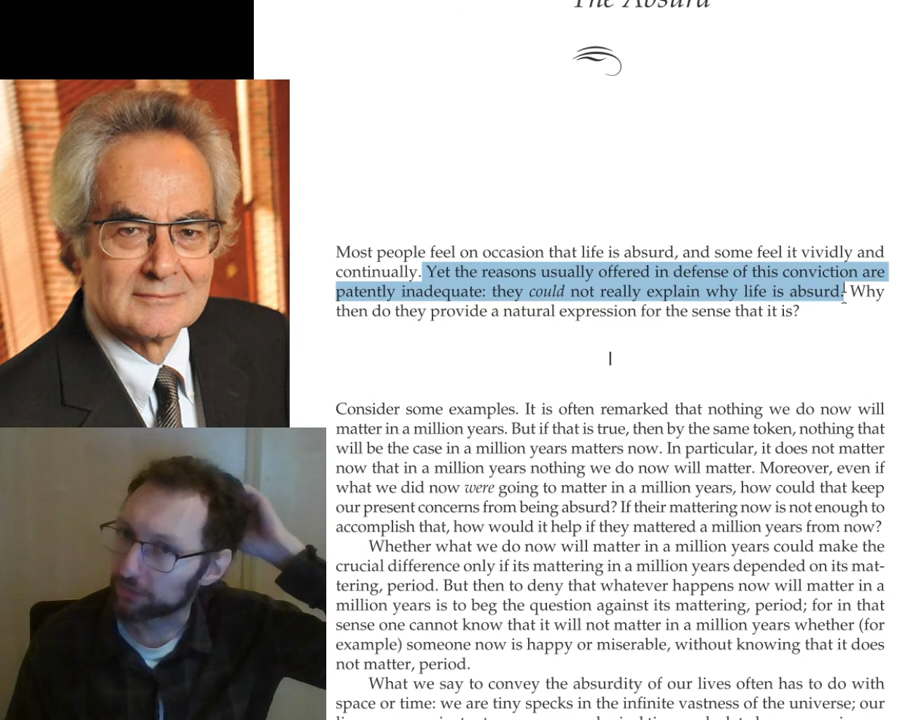 The Absurd
Most people feel on occasion that life is absurd, and some feel it vividly and
continually. Yet the reasons usually offered in defense of this conviction are
patently inadequate: they could not really explain why life is absurd. Why
then do they provide a natural expression for the sense that it is?
I
Consider some examples. It is often remarked that nothing we do now will
matter in a million years. But if that is true, then by the same token, nothing that
will be the case in a million years matters now. In particular, it does not matter
now that in a million years nothing we do now will matter. Moreover, even if
what we did now were going to matter in a million years, how could that keep
our present concerns from being absurd? If their mattering now is not enough to
accomplish that, how would it help if they mattered a million years from now?
Whether what we do now will matter in a million years could make the
crucial difference only if its mattering in a million years depended on its mat-
tering, period. But then to deny that whatever happens now will matter in a
million years is to beg the question against its mattering, period; for in that
sense one cannot know that it will not matter in a million years whether (for
example) someone now is happy or miserable, without knowing that it does
not matter, period.
What we say to convey the absurdity of our lives often has to do with
space or time: we are tiny specks in the infinite vastness of the universe; our